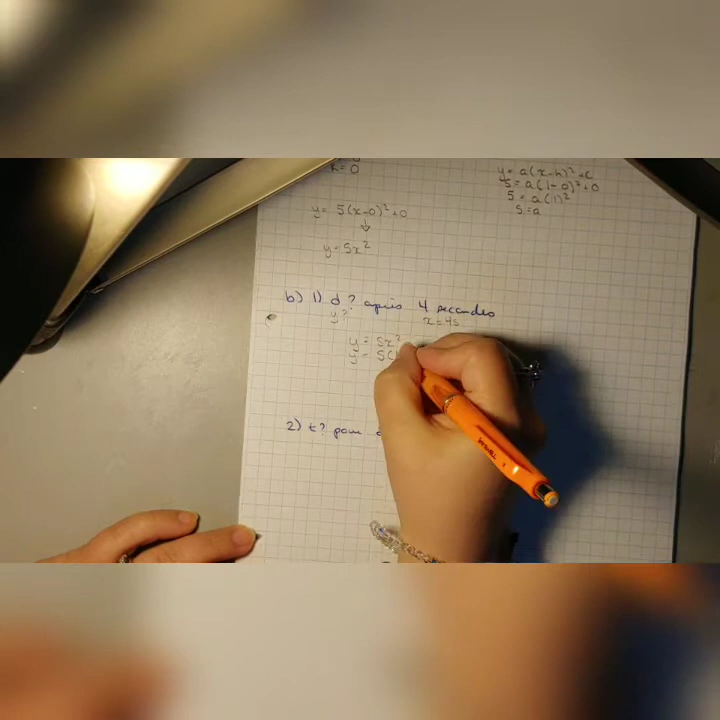 k = 0
y = a(x-h)²+c
5 = a(1-0)²+0
5 = a(1)²
5 = a
y = 5(x-0)²+0
↓
y = 5x²
b) 1) d ? après 4 secondes
y ? x = 4s
y = 5x²
y = 5(
2) t ? pour